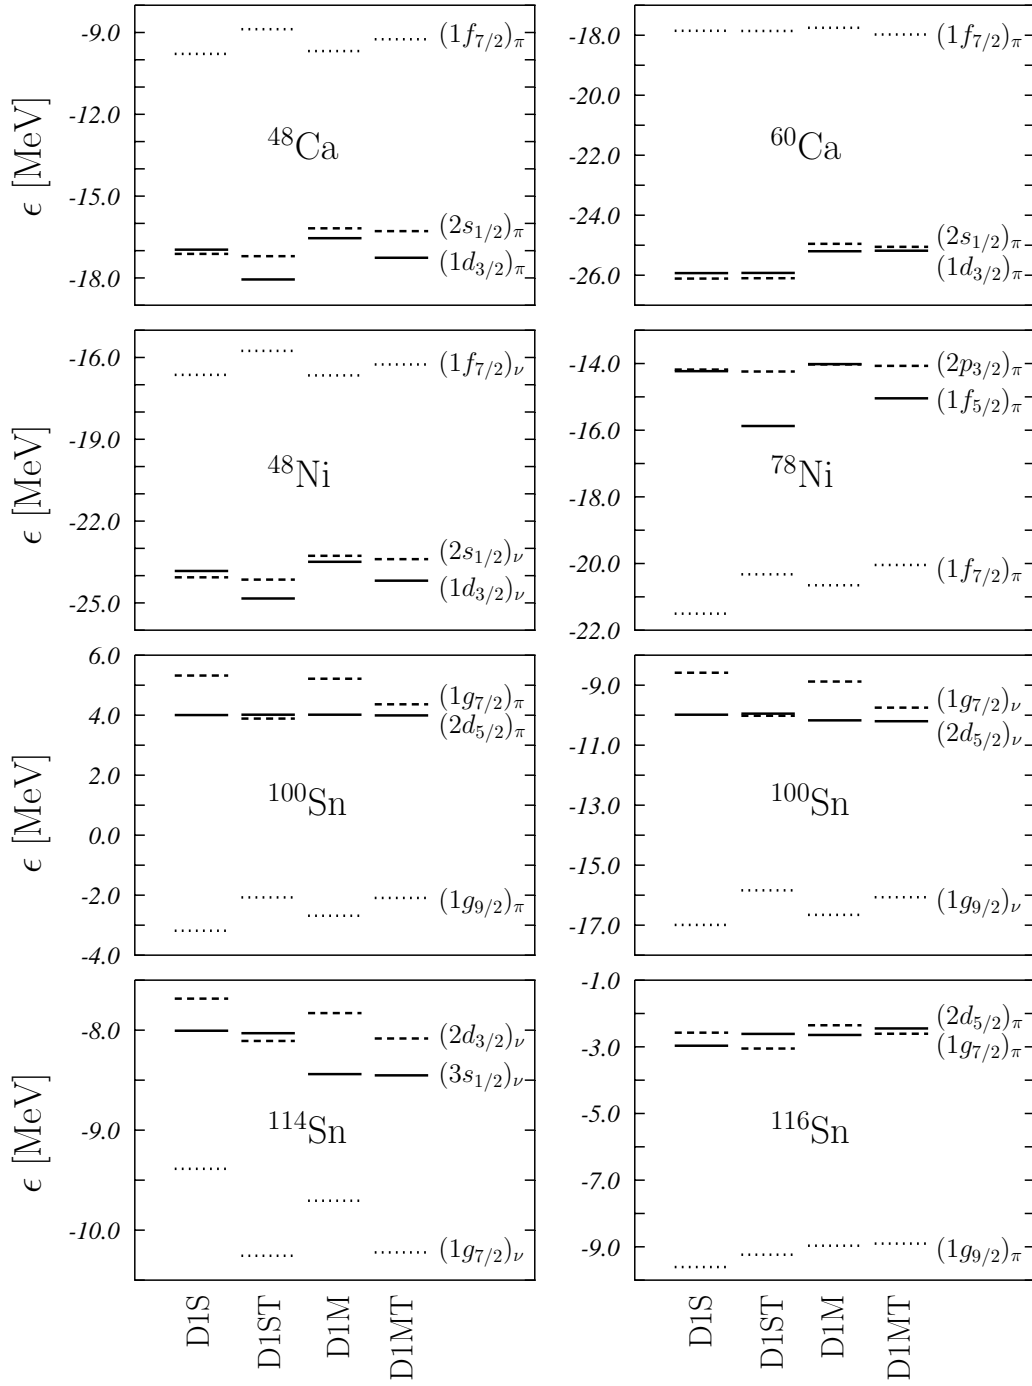 ϵ [MeV]
-9.0
-12.0
-15.0
-18.0
⁴⁸Ca
(1f₇/₂)π
(2s₁/₂)π
(1d₃/₂)π
-18.0
-20.0
-22.0
-24.0
-26.0
⁶⁰Ca
(1f₇/₂)π
(2s₁/₂)π
(1d₃/₂)π
ϵ [MeV]
-16.0
-19.0
-22.0
-25.0
⁴⁸Ni
(1f₇/₂)ν
(2s₁/₂)ν
(1d₃/₂)ν
-14.0
-16.0
-18.0
-20.0
-22.0
⁷⁸Ni
(2p₃/₂)π
(1f₅/₂)π
(1f₇/₂)π
ϵ [MeV]
6.0
4.0
2.0
0.0
-2.0
-4.0
¹⁰⁰Sn
(1g₇/₂)π
(2d₅/₂)π
(1g₉/₂)π
-9.0
-11.0
-13.0
-15.0
-17.0
¹⁰⁰Sn
(1g₇/₂)ν
(2d₅/₂)ν
(1g₉/₂)ν
ϵ [MeV]
-8.0
-9.0
-10.0
¹¹⁴Sn
(2d₃/₂)ν
(3s₁/₂)ν
(1g₇/₂)ν
-1.0
-3.0
-5.0
-7.0
-9.0
¹¹⁶Sn
(2d₅/₂)π
(1g₇/₂)π
(1g₉/₂)π
D1S
D1ST
D1M
D1MT
D1S
D1ST
D1M
D1MT